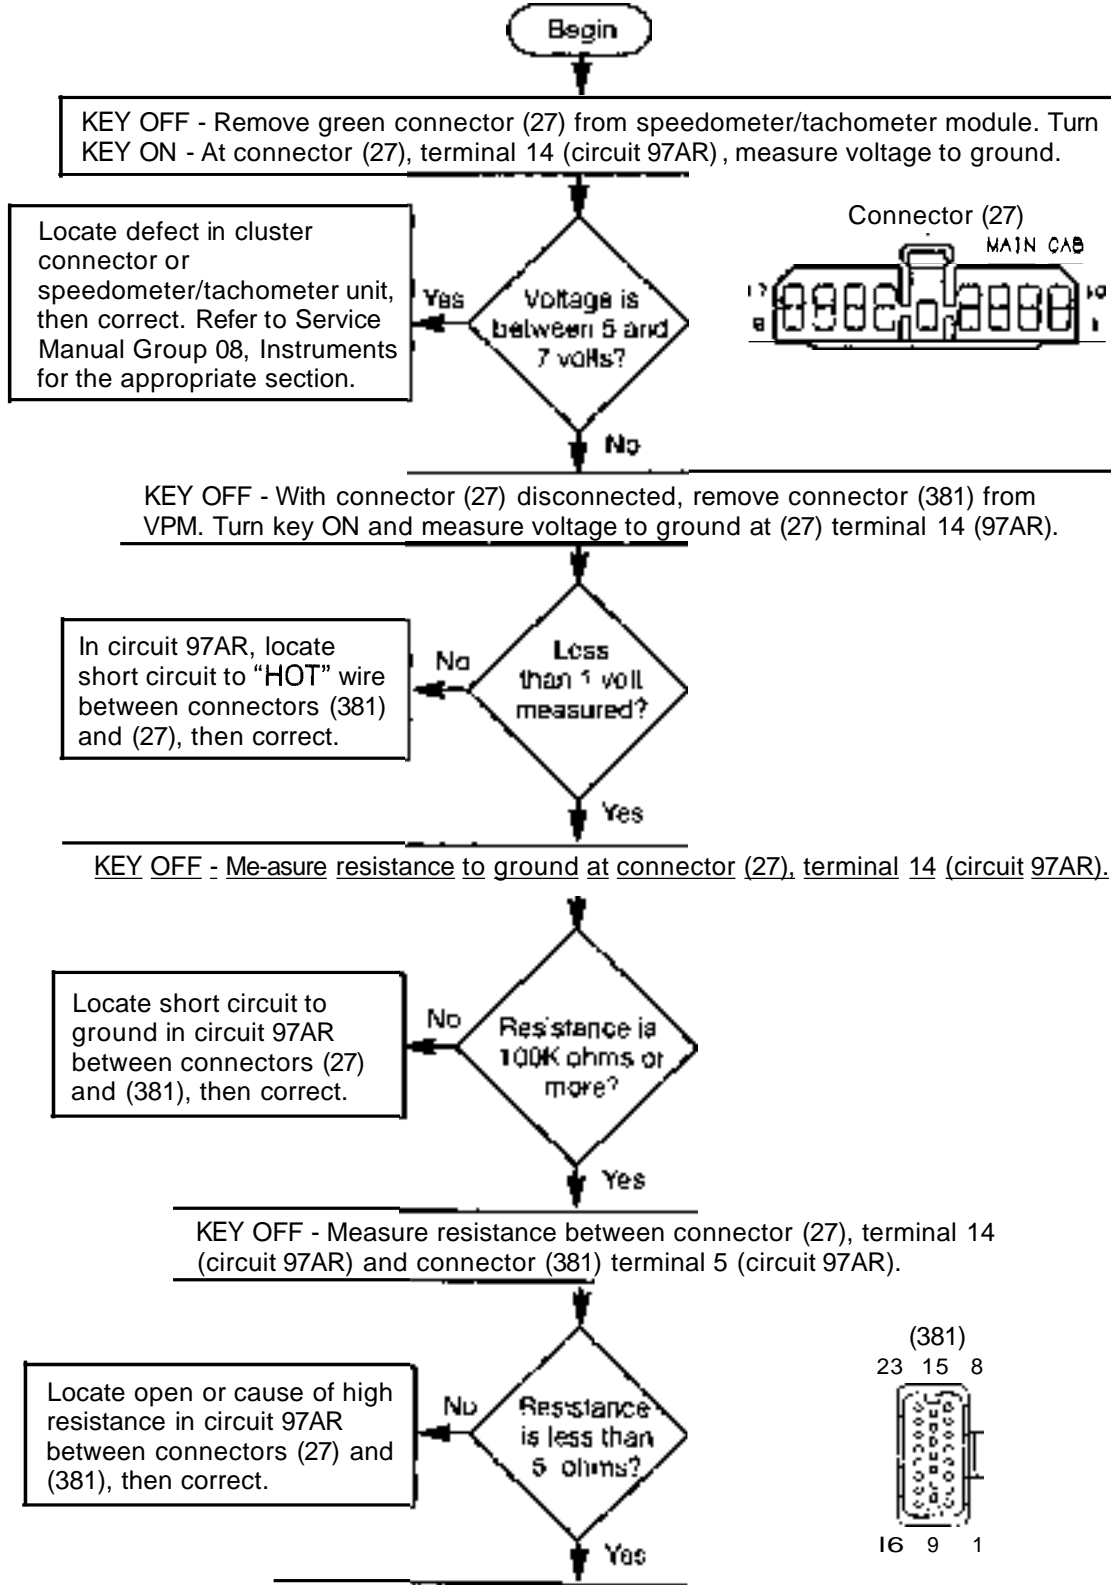 Begin
KEY OFF - Remove green connector (27) from speedometer/tachometer module. Turn
KEY ON - At connector (27), terminal 14 (circuit 97AR), measure voltage to ground.
Locate defect in cluster
connector or
speedometer/tachometer unit,
then correct. Refer to Service
Manual Group 08, Instruments
for the appropriate section.
Yes
Voltage is
between 5 and
7 volts?
Connector (27)
MAIN CAB
17
10
8
1
No
KEY OFF - With connector (27) disconnected, remove connector (381) from
VPM. Turn key ON and measure voltage to ground at (27) terminal 14 (97AR).
In circuit 97AR, locate
short circuit to “HOT” wire
between connectors (381)
and (27), then correct.
No
Less
than 1 volt
measured?
Yes
KEY OFF - Me-asure resistance to ground at connector (27), terminal 14 (circuit 97AR).
Locate short circuit to
ground in circuit 97AR
between connectors (27)
and (381), then correct.
No
Resistance is
100K ohms or
more?
Yes
KEY OFF - Measure resistance between connector (27), terminal 14
(circuit 97AR) and connector (381) terminal 5 (circuit 97AR).
Locate open or cause of high
resistance in circuit 97AR
between connectors (27) and
(381), then correct.
No
Resistance
is less than
5 ohms?
(381)
23 15 8
16 9 1
Yes